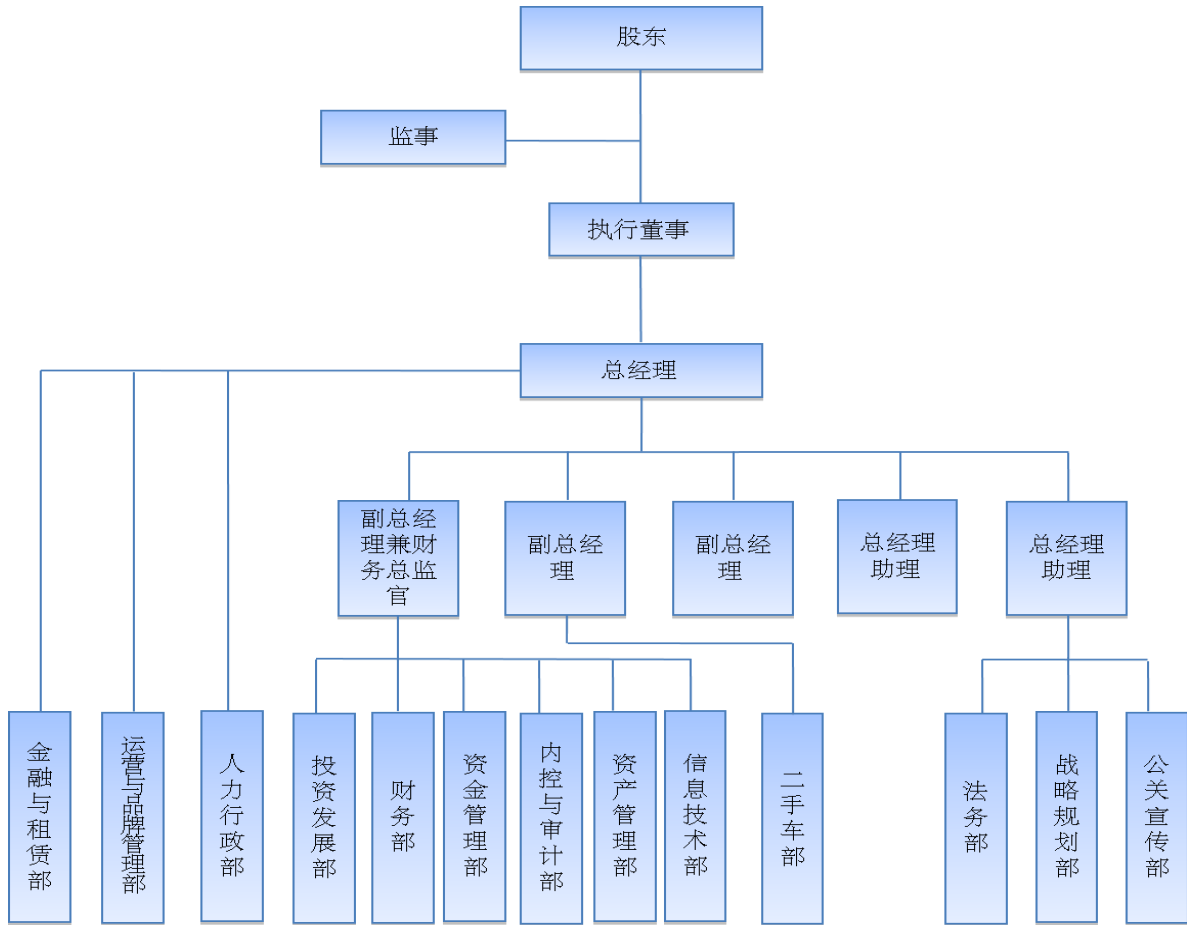 股东
监事
执行董事
总经理
副总经
理兼财
务总监
官
副总经
理
副总经
理
总经理
助理
总经理
助理
金融与租赁部
运营与品牌管理部
人力行政部
投资发展部
财务部
资金管理部
内控与审计部
资产管理部
信息技术部
二手车部
法务部
战略规划部
公关宣传部